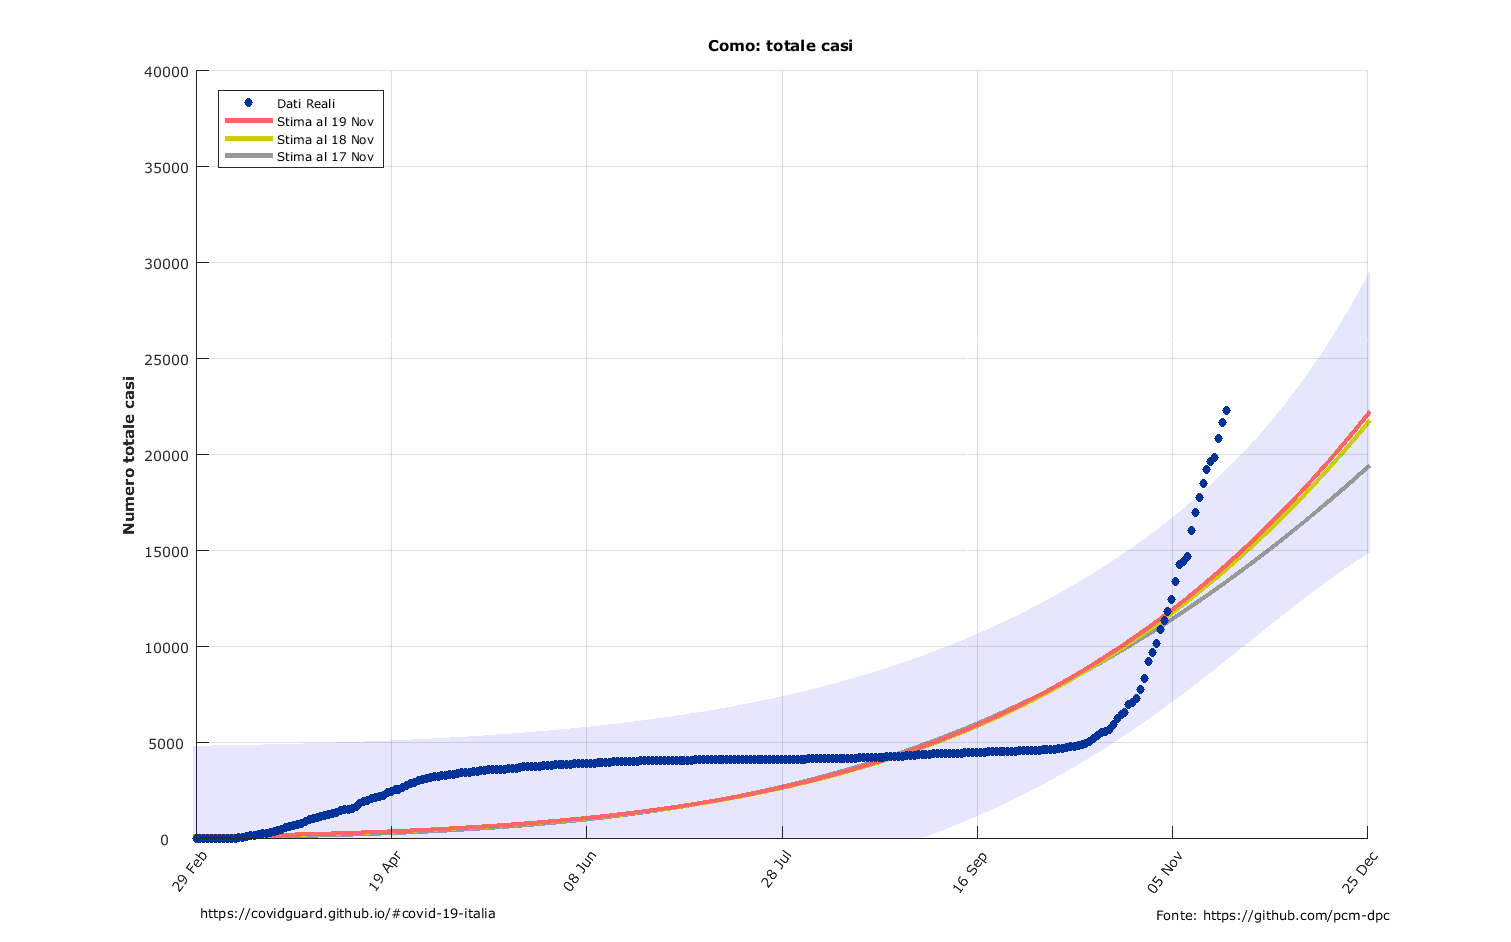 Como: totale casi
40000
35000
30000
25000
20000
15000
10000
5000
0
Numero totale casi
Dati Reali
Stima al 19 Nov
Stima al 18 Nov
Stima al 17 Nov
29 Feb
19 Apr
08 Jun
28 Jul
16 Sep
05 Nov
25 Dec
https://covidguard.github.io/#covid-19-italia
Fonte: https://github.com/pcm-dpc